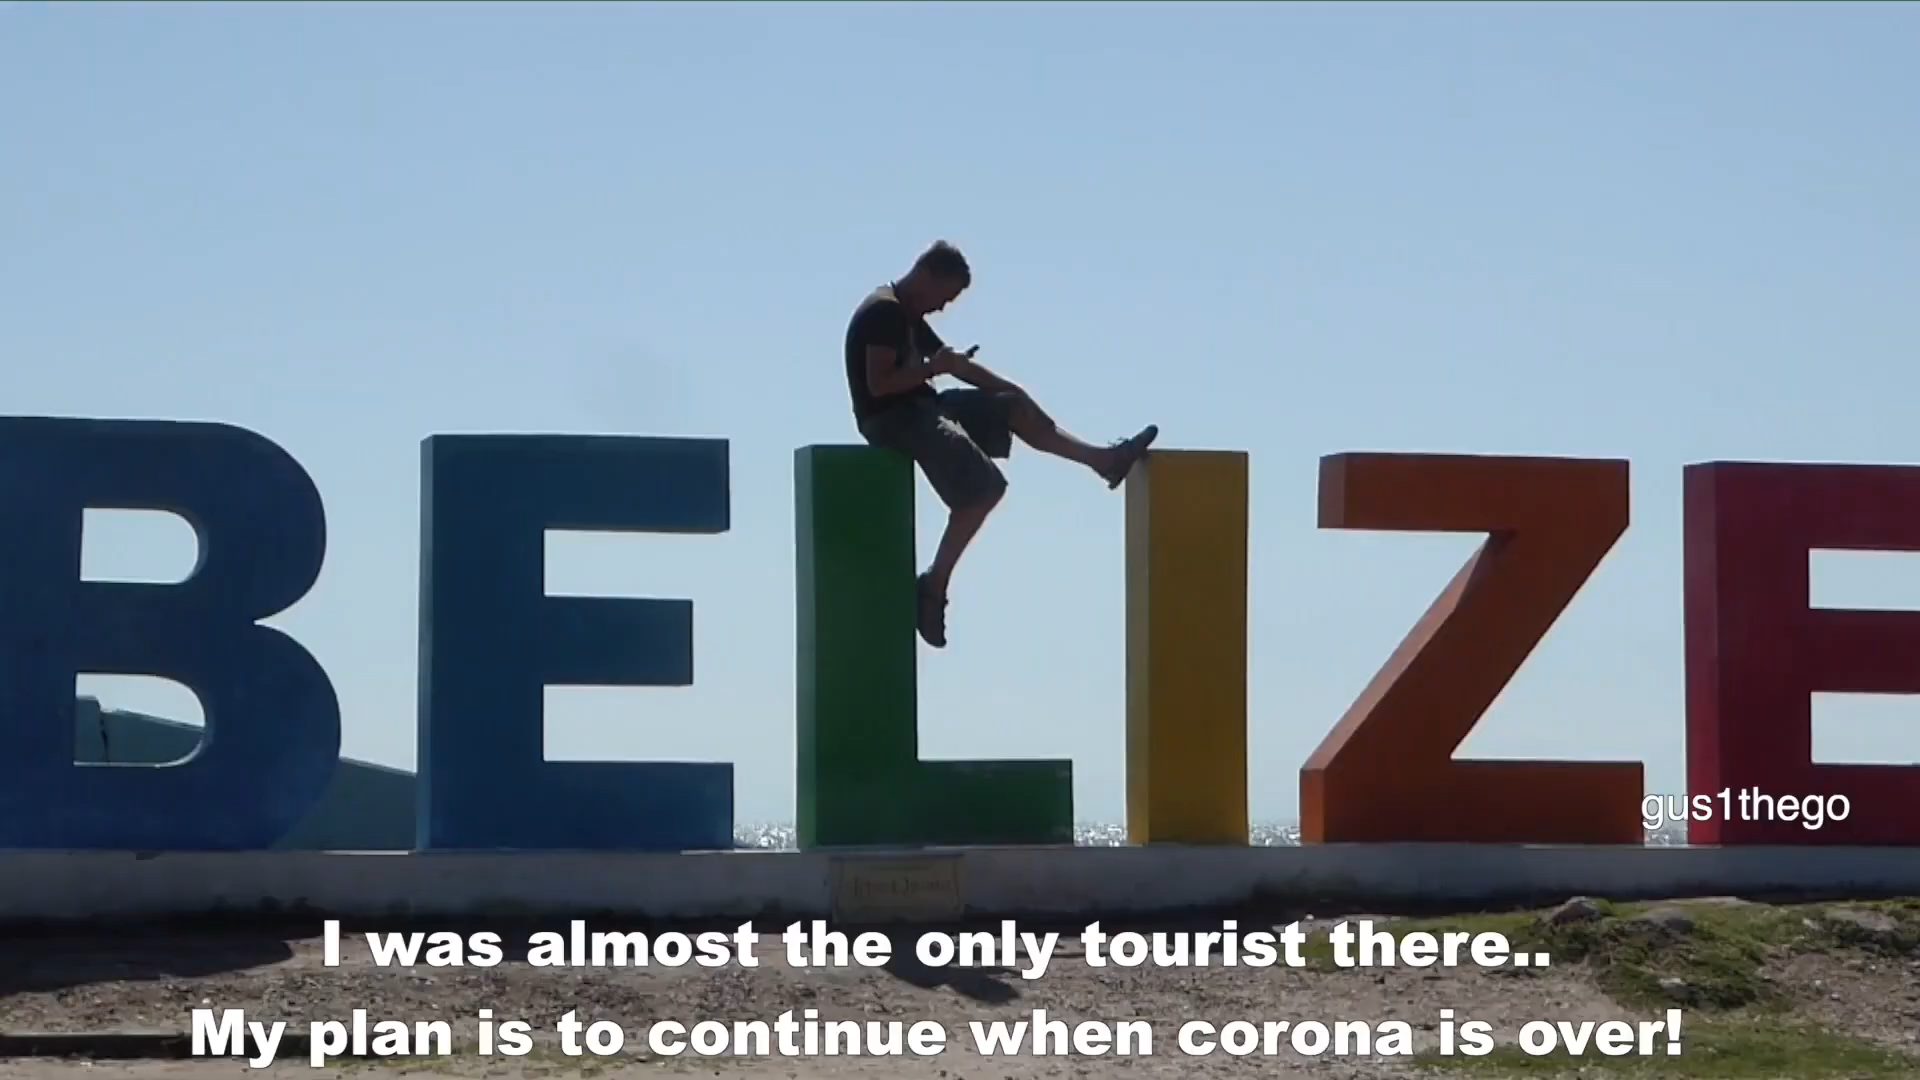 BELIZE
gus1thego
I was almost the only tourist there..
My plan is to continue when corona is over!